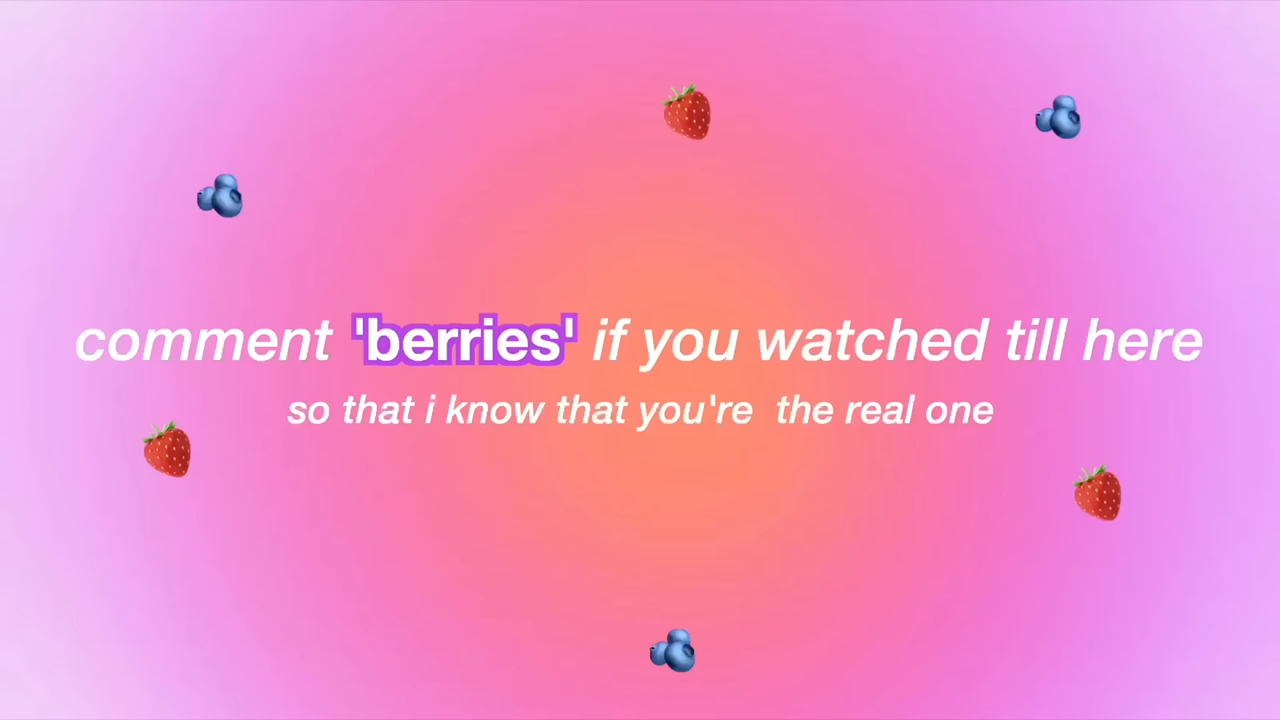 comment 'berries' if you watched till here
so that i know that you're  the real one